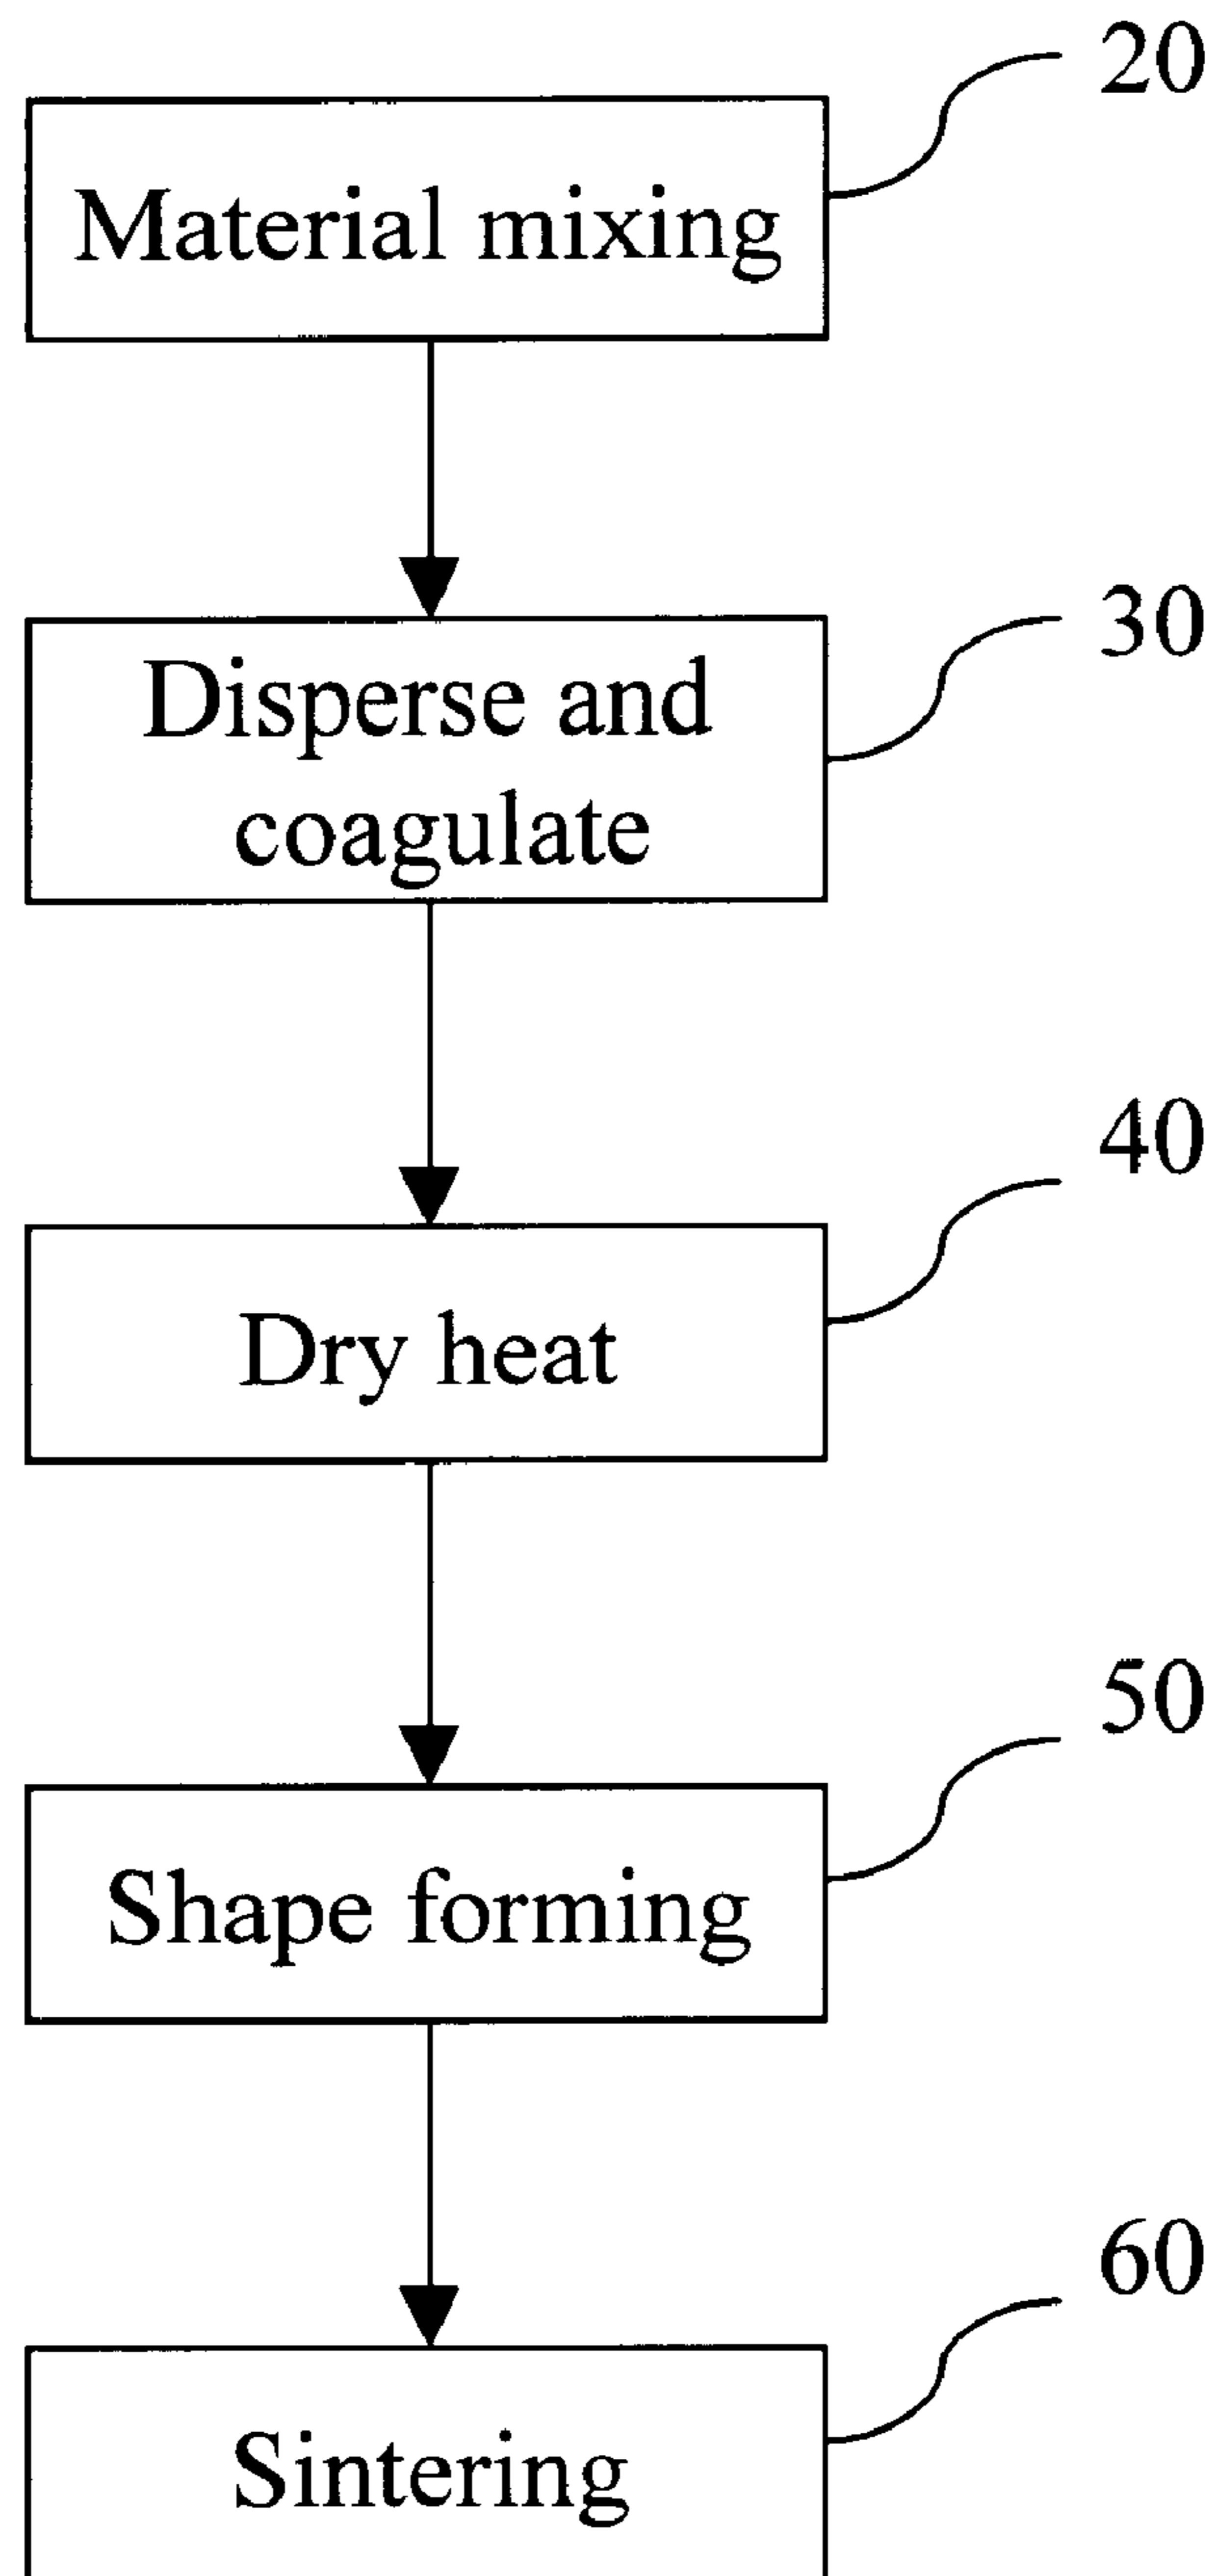 20
Material mixing
30
Disperse and
coagulate
40
Dry heat
50
Shape forming
60
Sintering